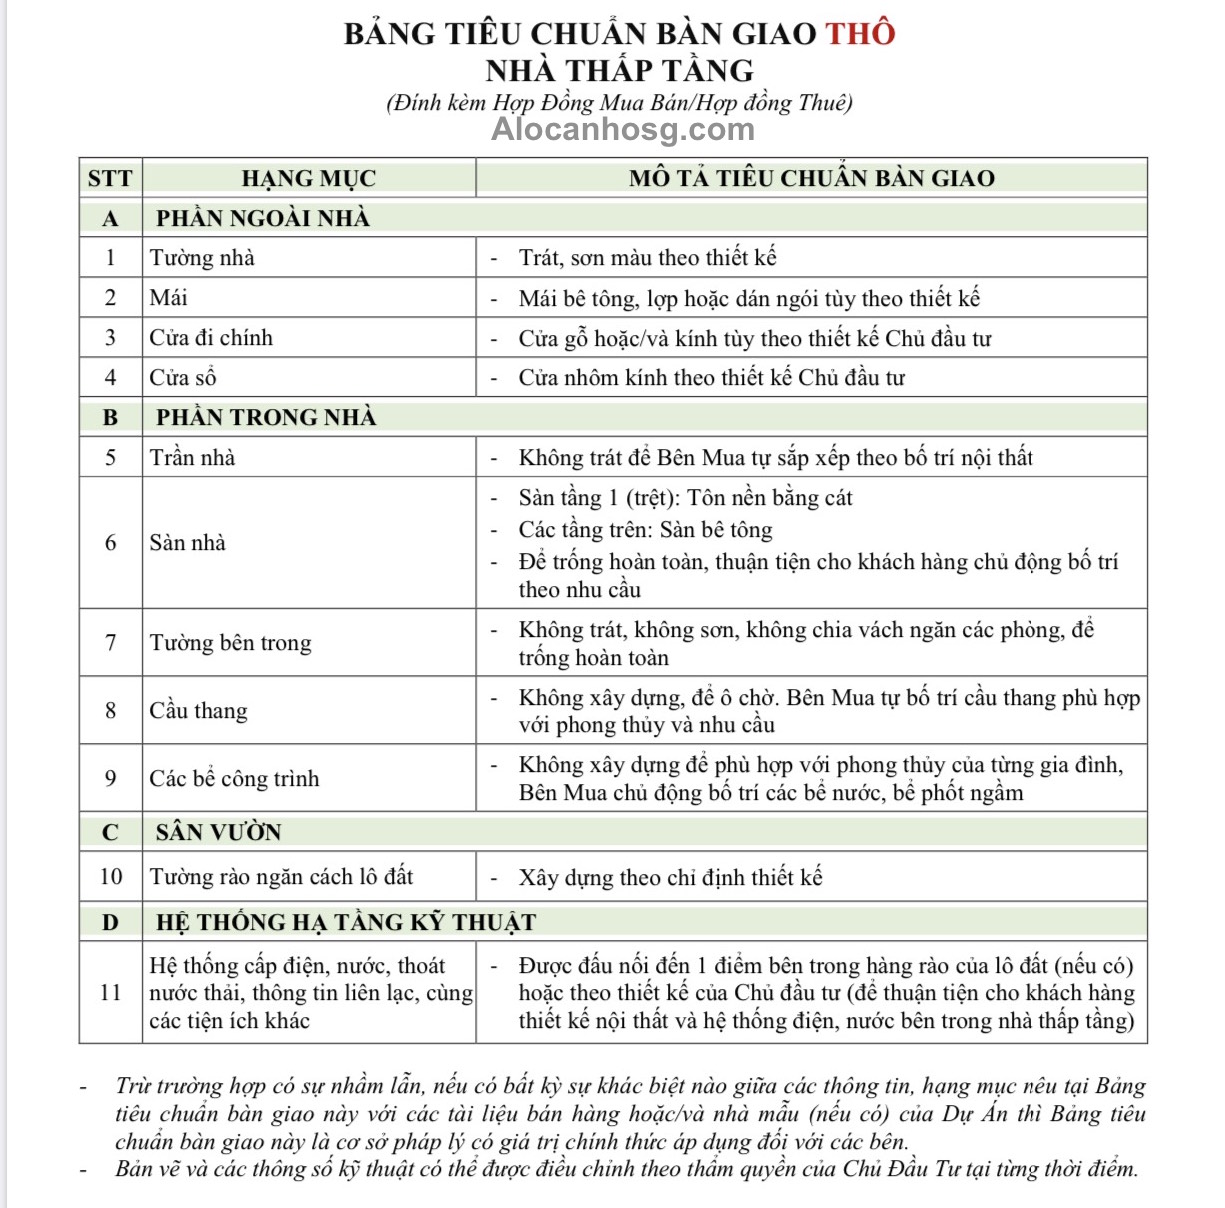 BẢNG TIÊU CHUẨN BÀN GIAO THÔ
NHÀ THẤP TẦNG
(Đính kèm Hợp Đồng Mua Bán/Hợp đồng Thuê)
Alocanhosg.com
STT HẠNG MỤC MÔ TẢ TIÊU CHUẨN BÀN GIAO
A PHẦN NGOÀI NHÀ
1 Tường nhà - Trát, sơn màu theo thiết kế
2 Mái - Mái bê tông, lợp hoặc dán ngói tùy theo thiết kế
3 Cửa đi chính - Cửa gỗ hoặc/và kính tùy theo thiết kế Chủ đầu tư
4 Cửa sổ - Cửa nhôm kính theo thiết kế Chủ đầu tư
B PHẦN TRONG NHÀ
5 Trần nhà - Không trát để Bên Mua tự sắp xếp theo bố trí nội thất
6 Sàn nhà
- Sàn tầng 1 (trệt): Tôn nền bằng cát
- Các tầng trên: Sàn bê tông
- Để trống hoàn toàn, thuận tiện cho khách hàng chủ động bố trí
theo nhu cầu
7 Tường bên trong
- Không trát, không sơn, không chia vách ngăn các phòng, để
trống hoàn toàn
8 Cầu thang
- Không xây dựng, để ô chờ. Bên Mua tự bố trí cầu thang phù hợp
với phong thủy và nhu cầu
9 Các bể công trình
- Không xây dựng để phù hợp với phong thủy của từng gia đình,
Bên Mua chủ động bố trí các bể nước, bể phốt ngầm
C SÂN VƯỜN
10 Tường rào ngăn cách lô đất - Xây dựng theo chỉ định thiết kế
D HỆ THỐNG HẠ TẦNG KỸ THUẬT
11
Hệ thống cấp điện, nước, thoát
nước thải, thông tin liên lạc, cùng
các tiện ích khác
- Được đấu nối đến 1 điểm bên trong hàng rào của lô đất (nếu có)
hoặc theo thiết kế của Chủ đầu tư (để thuận tiện cho khách hàng
thiết kế nội thất và hệ thống điện, nước bên trong nhà thấp tầng)
- Trừ trường hợp có sự nhầm lẫn, nếu có bất kỳ sự khác biệt nào giữa các thông tin, hạng mục nêu tại Bảng
tiêu chuẩn bàn giao này với các tài liệu bán hàng hoặc/và nhà mẫu (nếu có) của Dự Án thì Bảng tiêu
chuẩn bàn giao này là cơ sở pháp lý có giá trị chính thức áp dụng đối với các bên.
- Bản vẽ và các thông số kỹ thuật có thể được điều chỉnh theo thẩm quyền của Chủ Đầu Tư tại từng thời điểm.